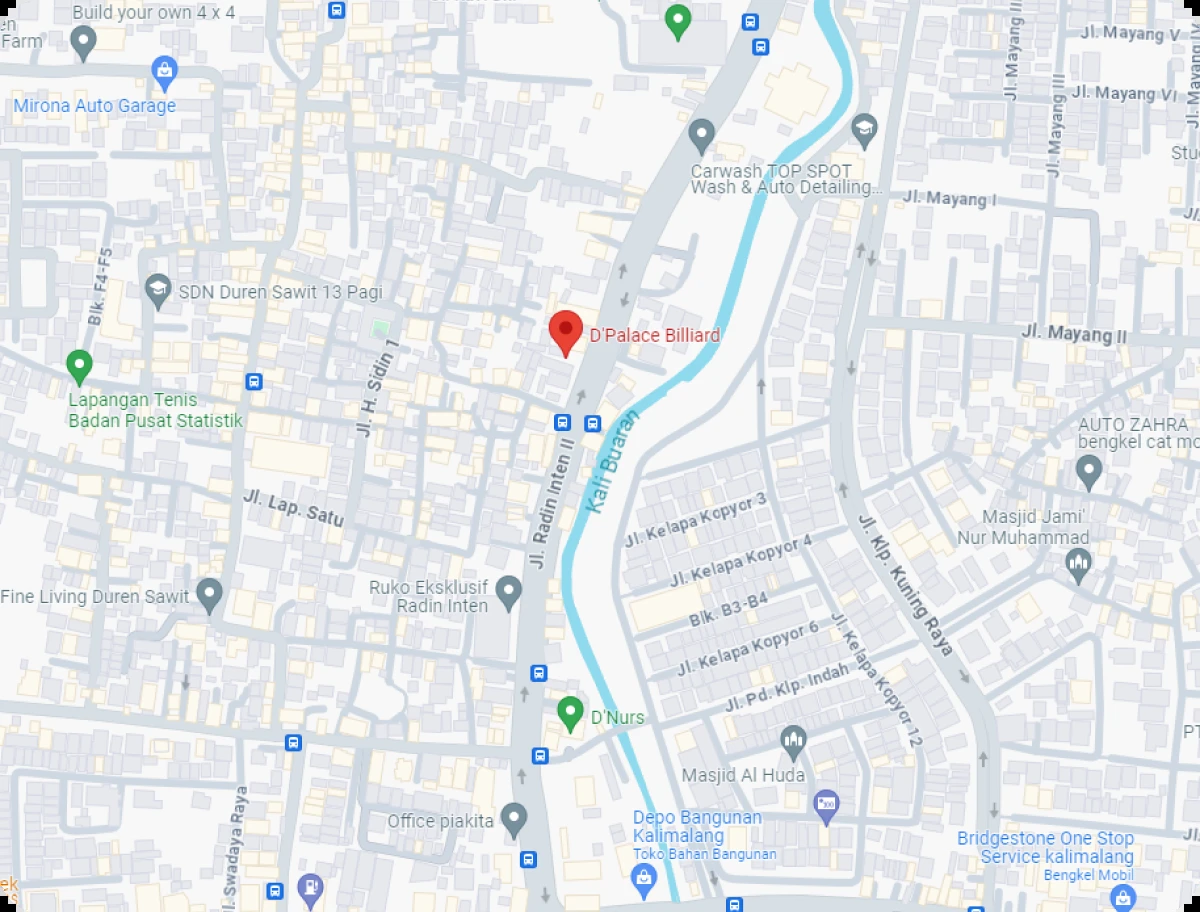 Build your own 4 x 4
Farm
Mirona Auto Garage
Jl. Mayang III
Jl. Mayang V
Jl. Mayang VI
Jl. Mayang III
Carwash TOP SPOT
Wash & Auto Detailing...
Jl. Mayang I
Blk. F4-F5
SDN Duren Sawit 13 Pagi
D'Palace Billiard
Jl. Mayang II
Lapangan Tenis
Badan Pusat Statistik
Jl. H. Sidin 1
Kali Buaran
AUTO ZAHRA
bengkel cat mo
Jl. Radin Inten II
Jl. Lap. Satu
Jl. Kelapa Kopyor 3
Masjid Jami'
Nur Muhammad
Jl. Kelapa Kopyor 4
Jl. Klp. Kuning Raya
Fine Living Duren Sawit
Ruko Eksklusif
Radin Inten
Blk. B3-B4
Jl. Kelapa Kopyor 6
Jl. Kelapa Kopyor 12
Jl. Pd. Klp. Indah
D'Nurs
PT
Masjid Al Huda
Jl. Swadaya Raya
Office piakita
Depo Bangunan
Kalimalang
Toko Bahan Bangunan
Bridgestone One Stop
Service kalimalang
Bengkel Mobil